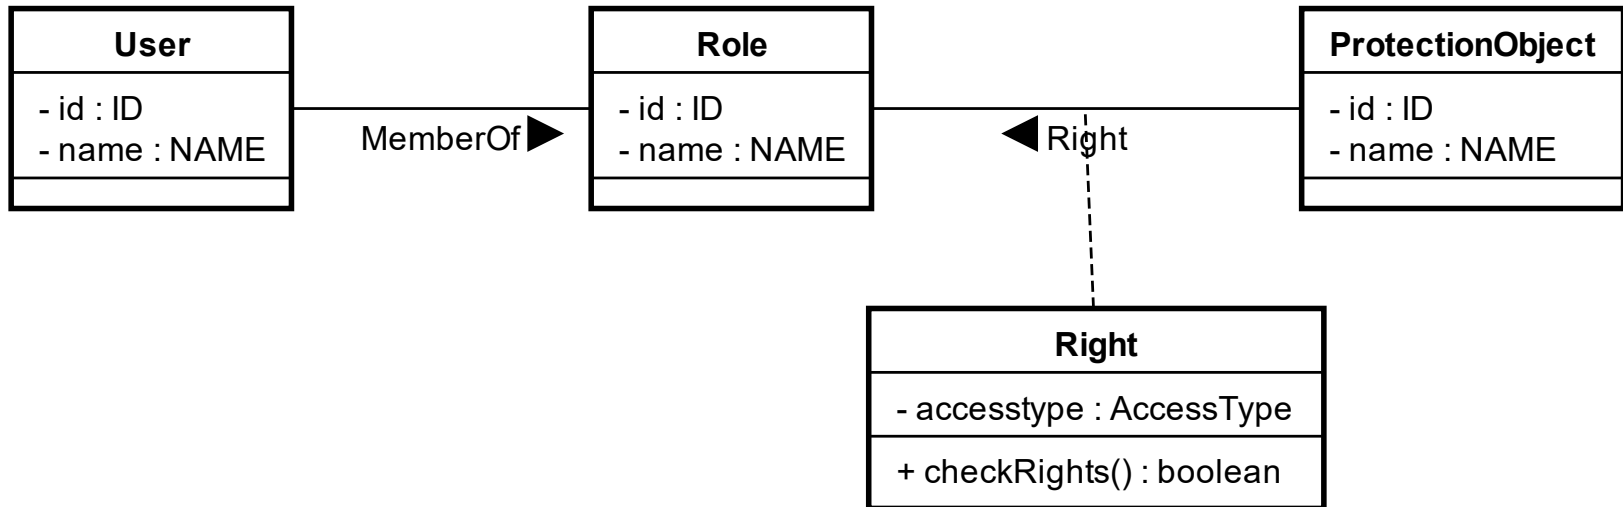 User
- id : ID
- name : NAME
MemberOf
Role
- id : ID
- name : NAME
Right
ProtectionObject
- id : ID
- name : NAME
Right
- accesstype : AccessType
+ checkRights() : boolean